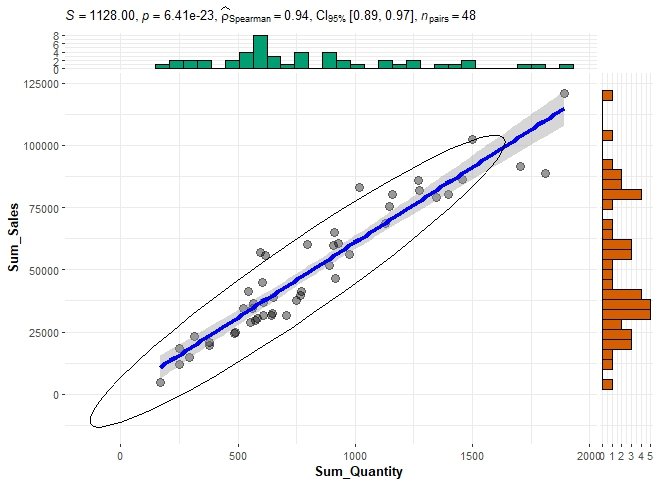 S = 1128.00, p = 6.41e-23, ρ̂Spearman = 0.94, CI95% [0.89, 0.97], npairs = 48
8
6
4
2
0
125000
100000
75000
50000
25000
0
Sum_Sales
0 500 1000 1500 2000
0 1 2 3 4 5
Sum_Quantity